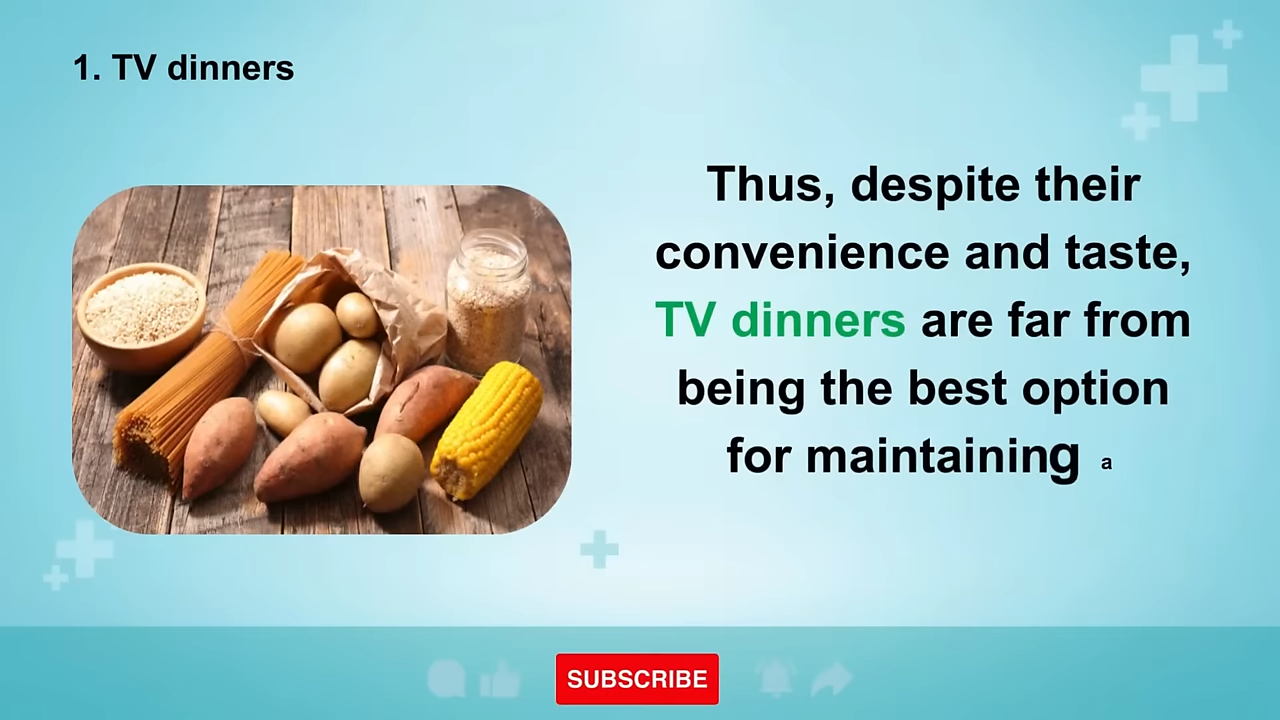 1. TV dinners
Thus, despite their
convenience and taste,
TV dinners are far from
being the best option
for maintaining a
SUBSCRIBE